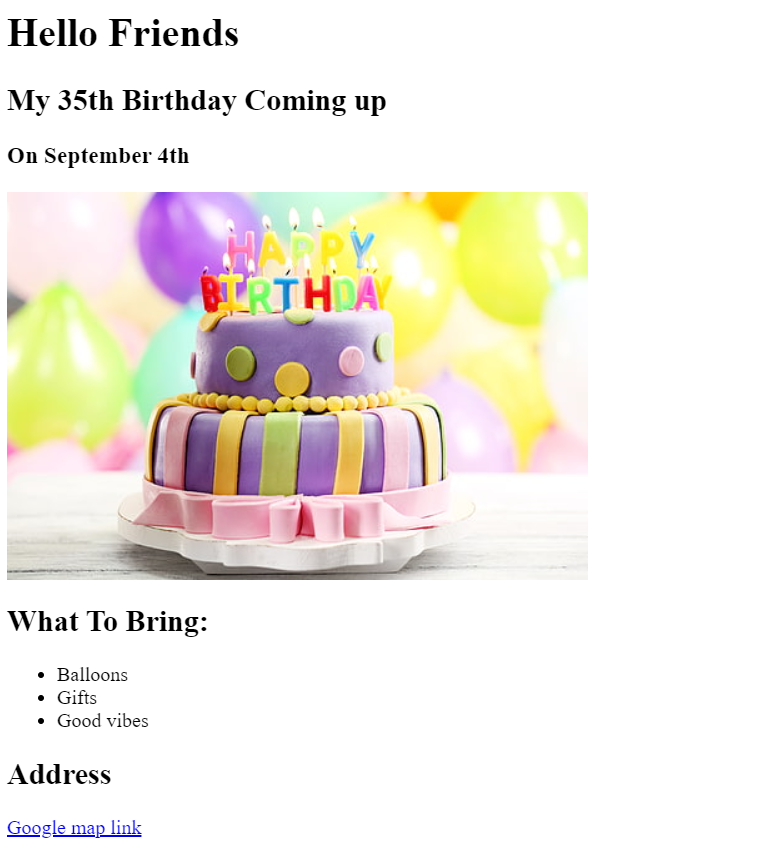 Hello Friends
My 35th Birthday Coming up
On September 4th
HAPPY
BIRTHDAY
What To Bring:
Balloons
Gifts
Good vibes
Address
Google map link